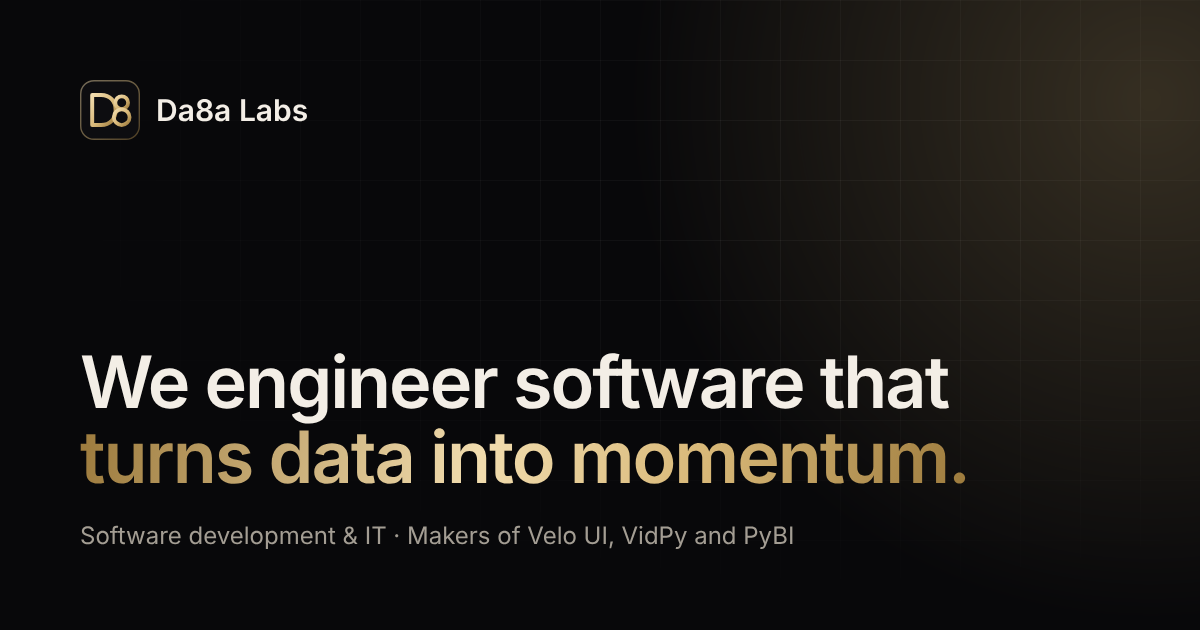 D8
Da8a Labs
We engineer software that
turns data into momentum.
Software development & IT · Makers of Velo UI, VidPy and PyBI